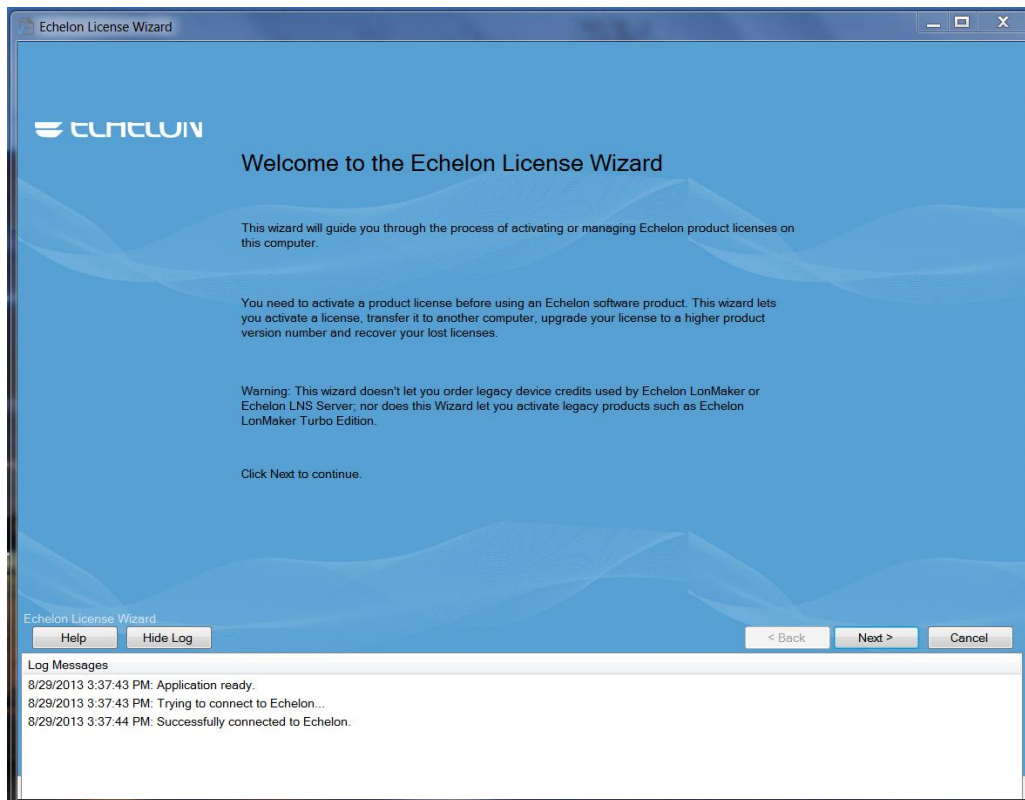 Echelon License Wizard
ECHELON
Welcome to the Echelon License Wizard
This wizard will guide you through the process of activating or managing Echelon product licenses on
this computer.
You need to activate a product license before using an Echelon software product. This wizard lets
you activate a license, transfer it to another computer, upgrade your license to a higher product
version number and recover your lost licenses.
Warning: This wizard doesn't let you order legacy device credits used by Echelon LonMaker or
Echelon LNS Server; nor does this Wizard let you activate legacy products such as Echelon
LonMaker Turbo Edition.
Click Next to continue.
Echelon License Wizard
Help Hide Log < Back Next > Cancel
Log Messages
8/29/2013 3:37:43 PM: Application ready.
8/29/2013 3:37:43 PM: Trying to connect to Echelon...
8/29/2013 3:37:44 PM: Successfully connected to Echelon.